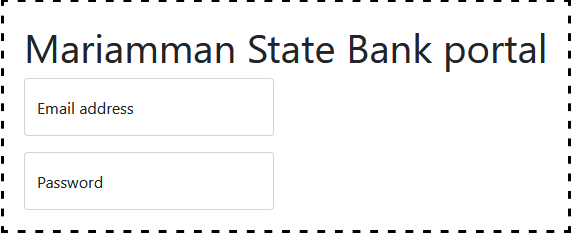 Mariamman State Bank portal
Email address
Password